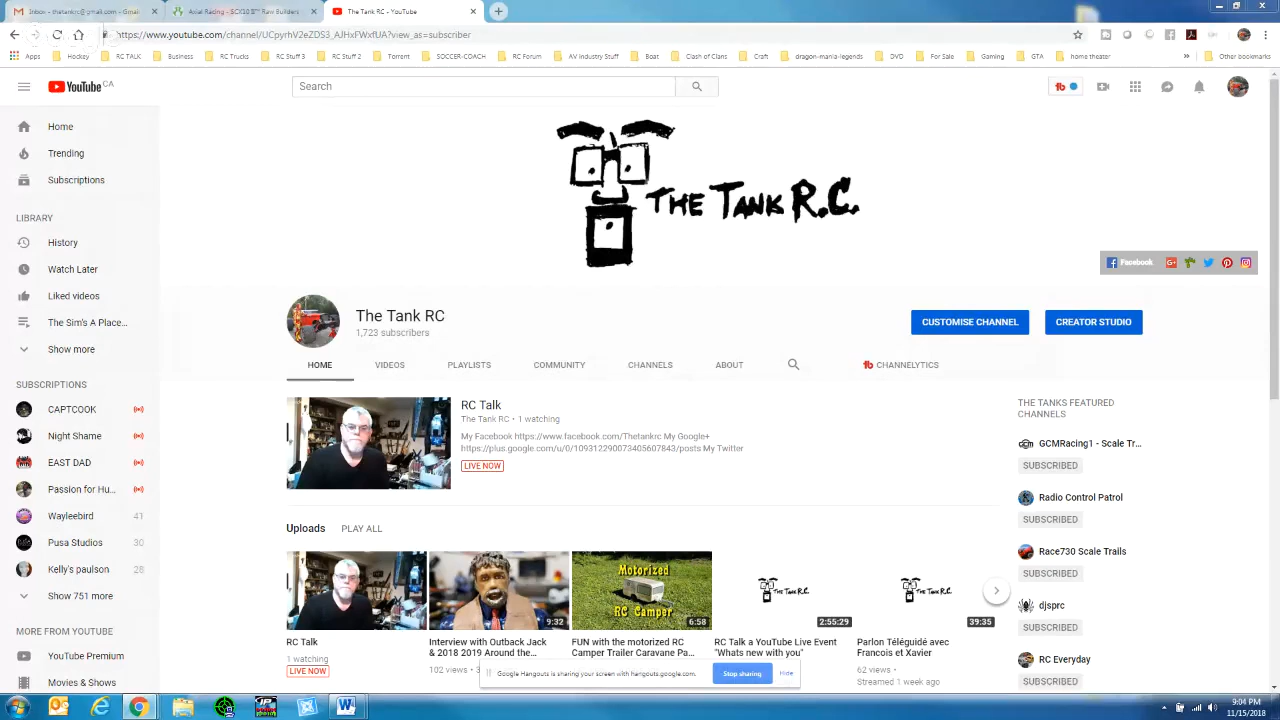 Inbox - thetankrc@gmail.com - Gmail
Axial Racing - SCX10 II™ Raw Builders
The Tank RC - YouTube
https://www.youtube.com/channel/UCpyrhV2eZDS3_AJHxFWxfUA?view_as=subscriber
Apps Hockey RC TALK Business RC Trucks RC Stuff 3 RC Stuff 2 Torrent SOCCER-COACH RC Forum AV Industry Stuff Boat Clash of Clans Craft dragon-mania-legends DVD For Sale Gaming GTA home theater » Other bookmarks
YouTube CA
Search
Home
Trending
Subscriptions
LIBRARY
History
Watch Later
Liked videos
The Sim's A Place...
Show more
SUBSCRIPTIONS
CAPTCOOK
Night Shame
EAST DAD
Passion for Hu...
Wayleebird 41
Pusa Studios 30
Kelly's paulson 28
Show 751 more
MORE FROM YOUTUBE
YouTube Premium
Movies & Shows
THE TANK R.C.
Facebook
The Tank RC
1,723 subscribers
CUSTOMISE CHANNEL
CREATOR STUDIO
HOME VIDEOS PLAYLISTS COMMUNITY CHANNELS ABOUT CHANNELYTICS
RC Talk
The Tank RC • 1 watching
My Facebook https://www.facebook.com/Thetankrc My Google+
https://plus.google.com/u/0/109312290073405607843/posts My Twitter
LIVE NOW
Uploads PLAY ALL
RC Talk
1 watching
LIVE NOW
9:32
Interview with Outback Jack
& 2018 2019 Around the...
102 views • 3
Motorized
RC Camper
6:58
FUN with the motorized RC
Camper Trailer Caravane Pa...
THE TANK R.C.
2:55:29
RC Talk a YouTube Live Event
"Whats new with you"
THE TANK R.C.
39:35
Parlon Téléguidé avec
Francois et Xavier
62 views •
Streamed 1 week ago
THE TANKS FEATURED
CHANNELS
GCMRacing1 - Scale Tr...
SUBSCRIBED
Radio Control Patrol
SUBSCRIBED
Race730 Scale Trails
SUBSCRIBED
djsprc
SUBSCRIBED
RC Everyday
SUBSCRIBED
Google Hangouts is sharing your screen with hangouts.google.com.
Stop sharing
Hide
9:04 PM
11/15/2018